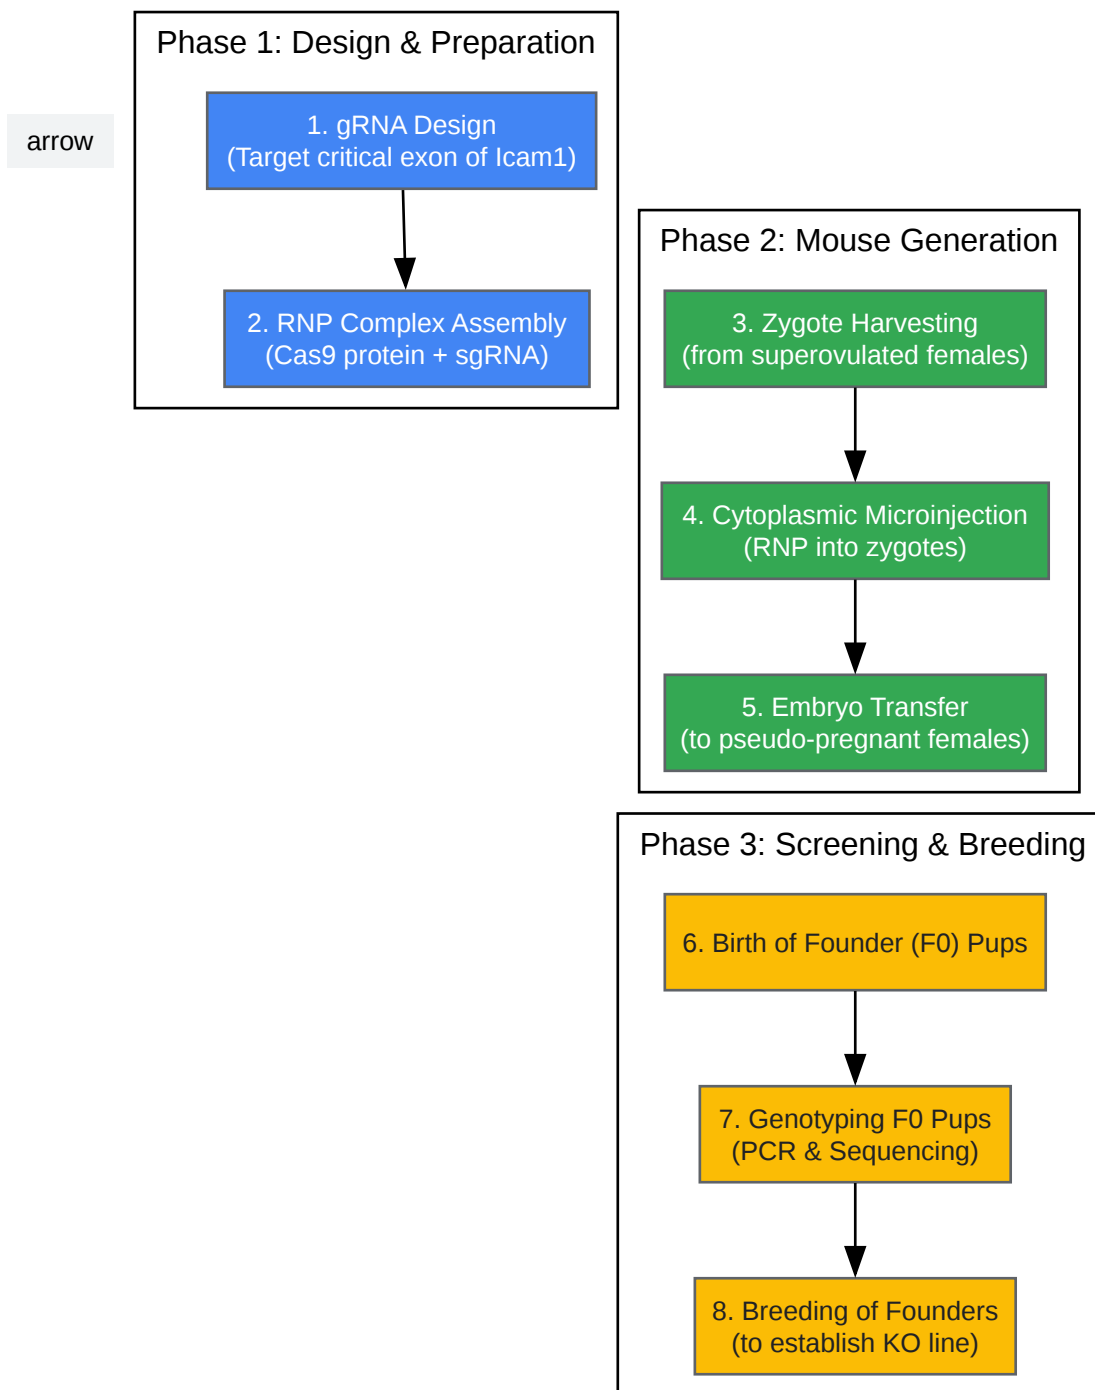 Phase 1: Design & Preparation
arrow
1. gRNA Design
(Target critical exon of Icam1)
2. RNP Complex Assembly
(Cas9 protein + sgRNA)
Phase 2: Mouse Generation
3. Zygote Harvesting
(from superovulated females)
4. Cytoplasmic Microinjection
(RNP into zygotes)
5. Embryo Transfer
(to pseudo-pregnant females)
Phase 3: Screening & Breeding
6. Birth of Founder (F0) Pups
7. Genotyping F0 Pups
(PCR & Sequencing)
8. Breeding of Founders
(to establish KO line)